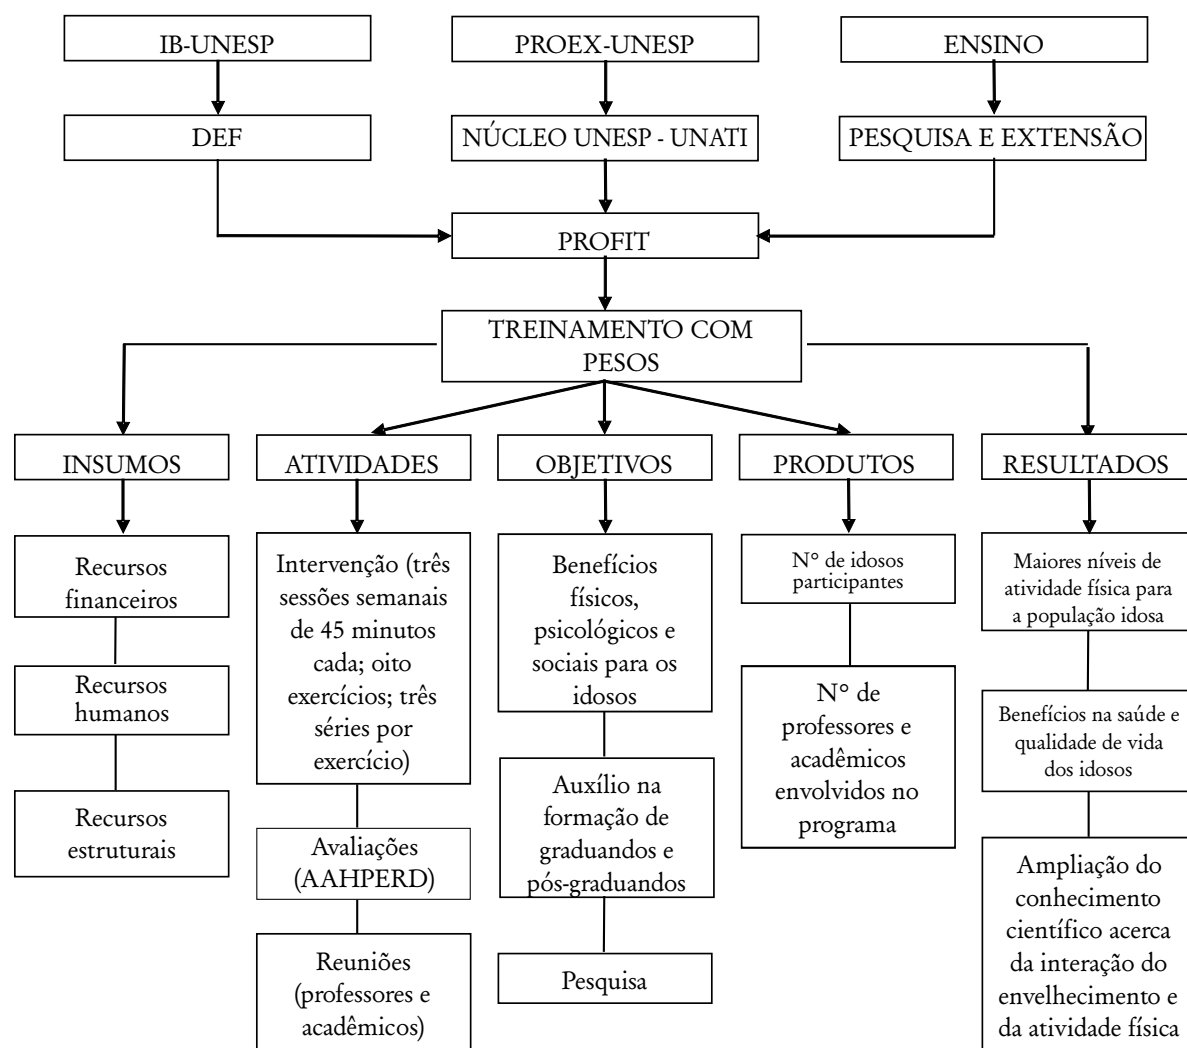 IB-UNESP
PROEX-UNESP
ENSINO
DEF
NÚCLEO UNESP - UNATI
PESQUISA E EXTENSÃO
PROFIT
TREINAMENTO COM
PESOS
INSUMOS
ATIVIDADES
OBJETIVOS
PRODUTOS
RESULTADOS
Recursos
financeiros
Recursos
humanos
Recursos
estruturais
Intervenção (três
sessões semanais
de 45 minutos
cada; oito
exercícios; três
séries por
exercício)
Avaliações
(AAHPERD)
Reuniões
(professores e
acadêmicos)
Benefícios
físicos,
psicológicos e
sociais para os
idosos
Auxílio na
formação de
graduandos e
pós-graduandos
Pesquisa
N° de idosos
participantes
N° de
professores e
acadêmicos
envolvidos no
programa
Maiores níveis de
atividade física para
a população idosa
Benefícios na saúde e
qualidade de vida
dos idosos
Ampliação do
conhecimento
científico acerca
da interação do
envelhecimento e
da atividade física